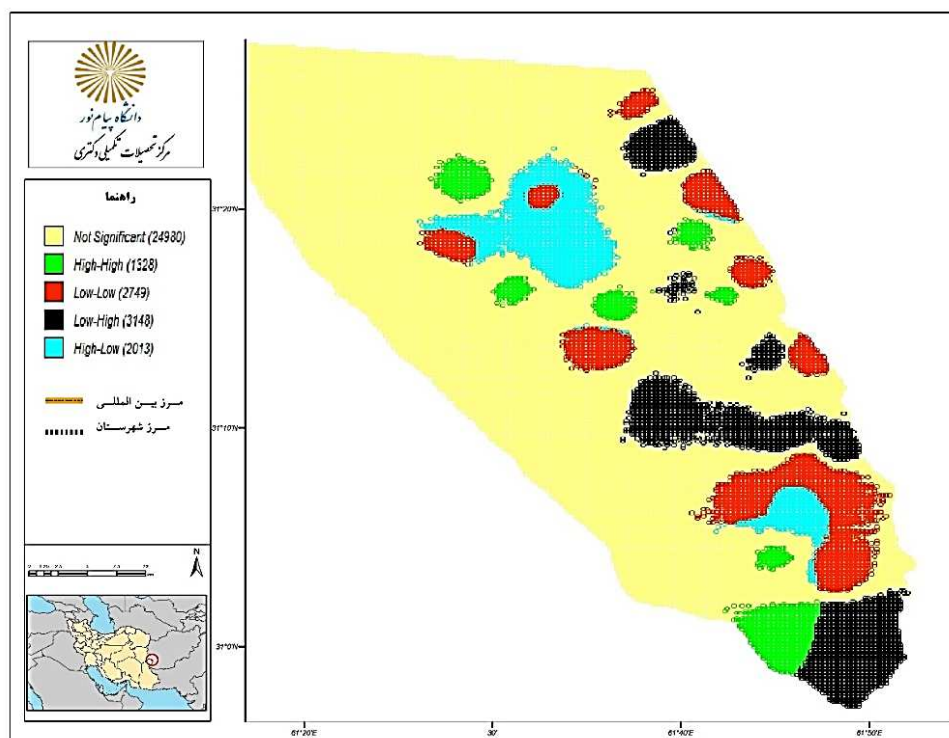 دانشگاه پیام نور
مرکز تحصیلات تکمیلی دکتری
راهنما
Not Significant (24980)
High-High (1328)
Low-Low (2749)
Low-High (3148)
High-Low (2013)
مرز بین المللی
مرز شهرستان
N
31°20'N
31°10'N
31°0'N
61°20'E
30'
61°40'E
61°50'E